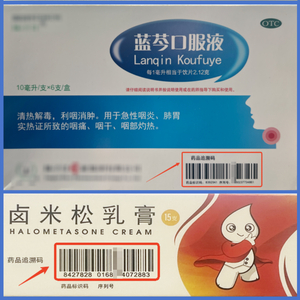 蓝芩口服液
OTC
Lanqin Koufuye
每1毫升相当于饮片2.12克
10毫升/支×6支/盒
清热解毒，利咽消肿。用于急性咽炎、肺胃
实热证所致的咽痛、咽干、咽部灼热。
药品追溯码
卤米松乳膏
15克
HALOMETASONE CREAM
药品追溯码
8427828 0168 4072883
药品标识码 序列号